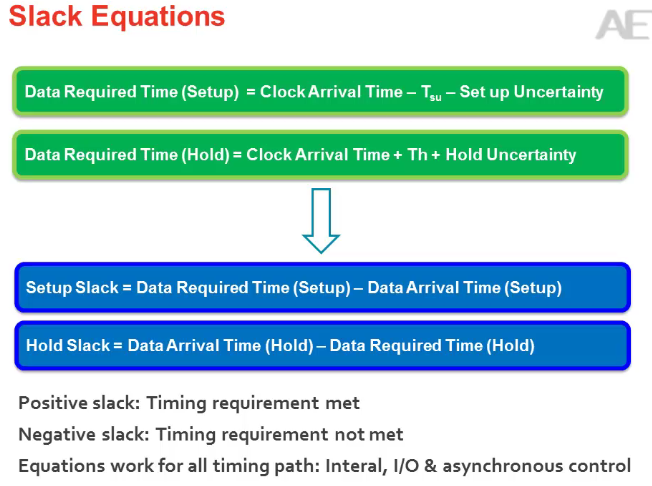 Slack Equations
AE
Data Required Time (Setup) = Clock Arrival Time – Tsu – Set up Uncertainty
Data Required Time (Hold) = Clock Arrival Time + Th + Hold Uncertainty
Setup Slack = Data Required Time (Setup) – Data Arrival Time (Setup)
Hold Slack = Data Arrival Time (Hold) – Data Required Time (Hold)
Positive slack: Timing requirement met
Negative slack: Timing requirement not met
Equations work for all timing path: Interal, I/O & asynchronous control